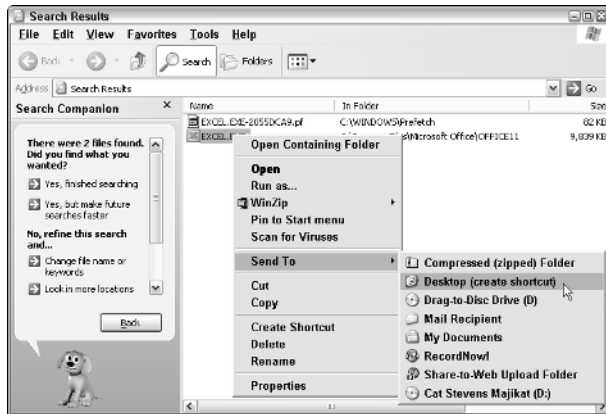 Search Results
File Edit View Favorites Tools Help
Back Search Folders
Address Search Results Go
Search Companion
Name In Folder Size
EXCEL.EXE-2055DCA9.pf C:\WINDOWS\Prefetch 82 KB
EXCEL.EXE \Microsoft Office\OFFICE11 9,839 KB
There were 2 files found.
Did you find what you
wanted?
Yes, finished searching
Yes, but make future
searches faster
No, refine this search
and...
Change file name or
keywords
Look in more locations
Back
Open Containing Folder
Open
Run as...
WinZip
Pin to Start menu
Scan for Viruses
Send To
Cut
Copy
Create Shortcut
Delete
Rename
Properties
Compressed (zipped) Folder
Desktop (create shortcut)
Drag-to-Disc Drive (D)
Mail Recipient
My Documents
RecordNow!
Share-to-Web Upload Folder
Cat Stevens Majikat (D:)